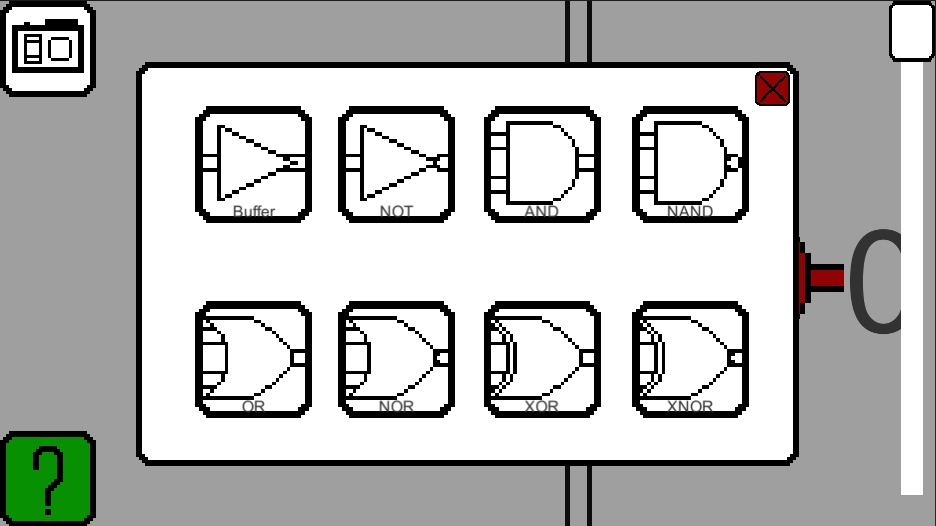 Buffer NOT AND NAND
0
OR NOR XOR XNOR
?